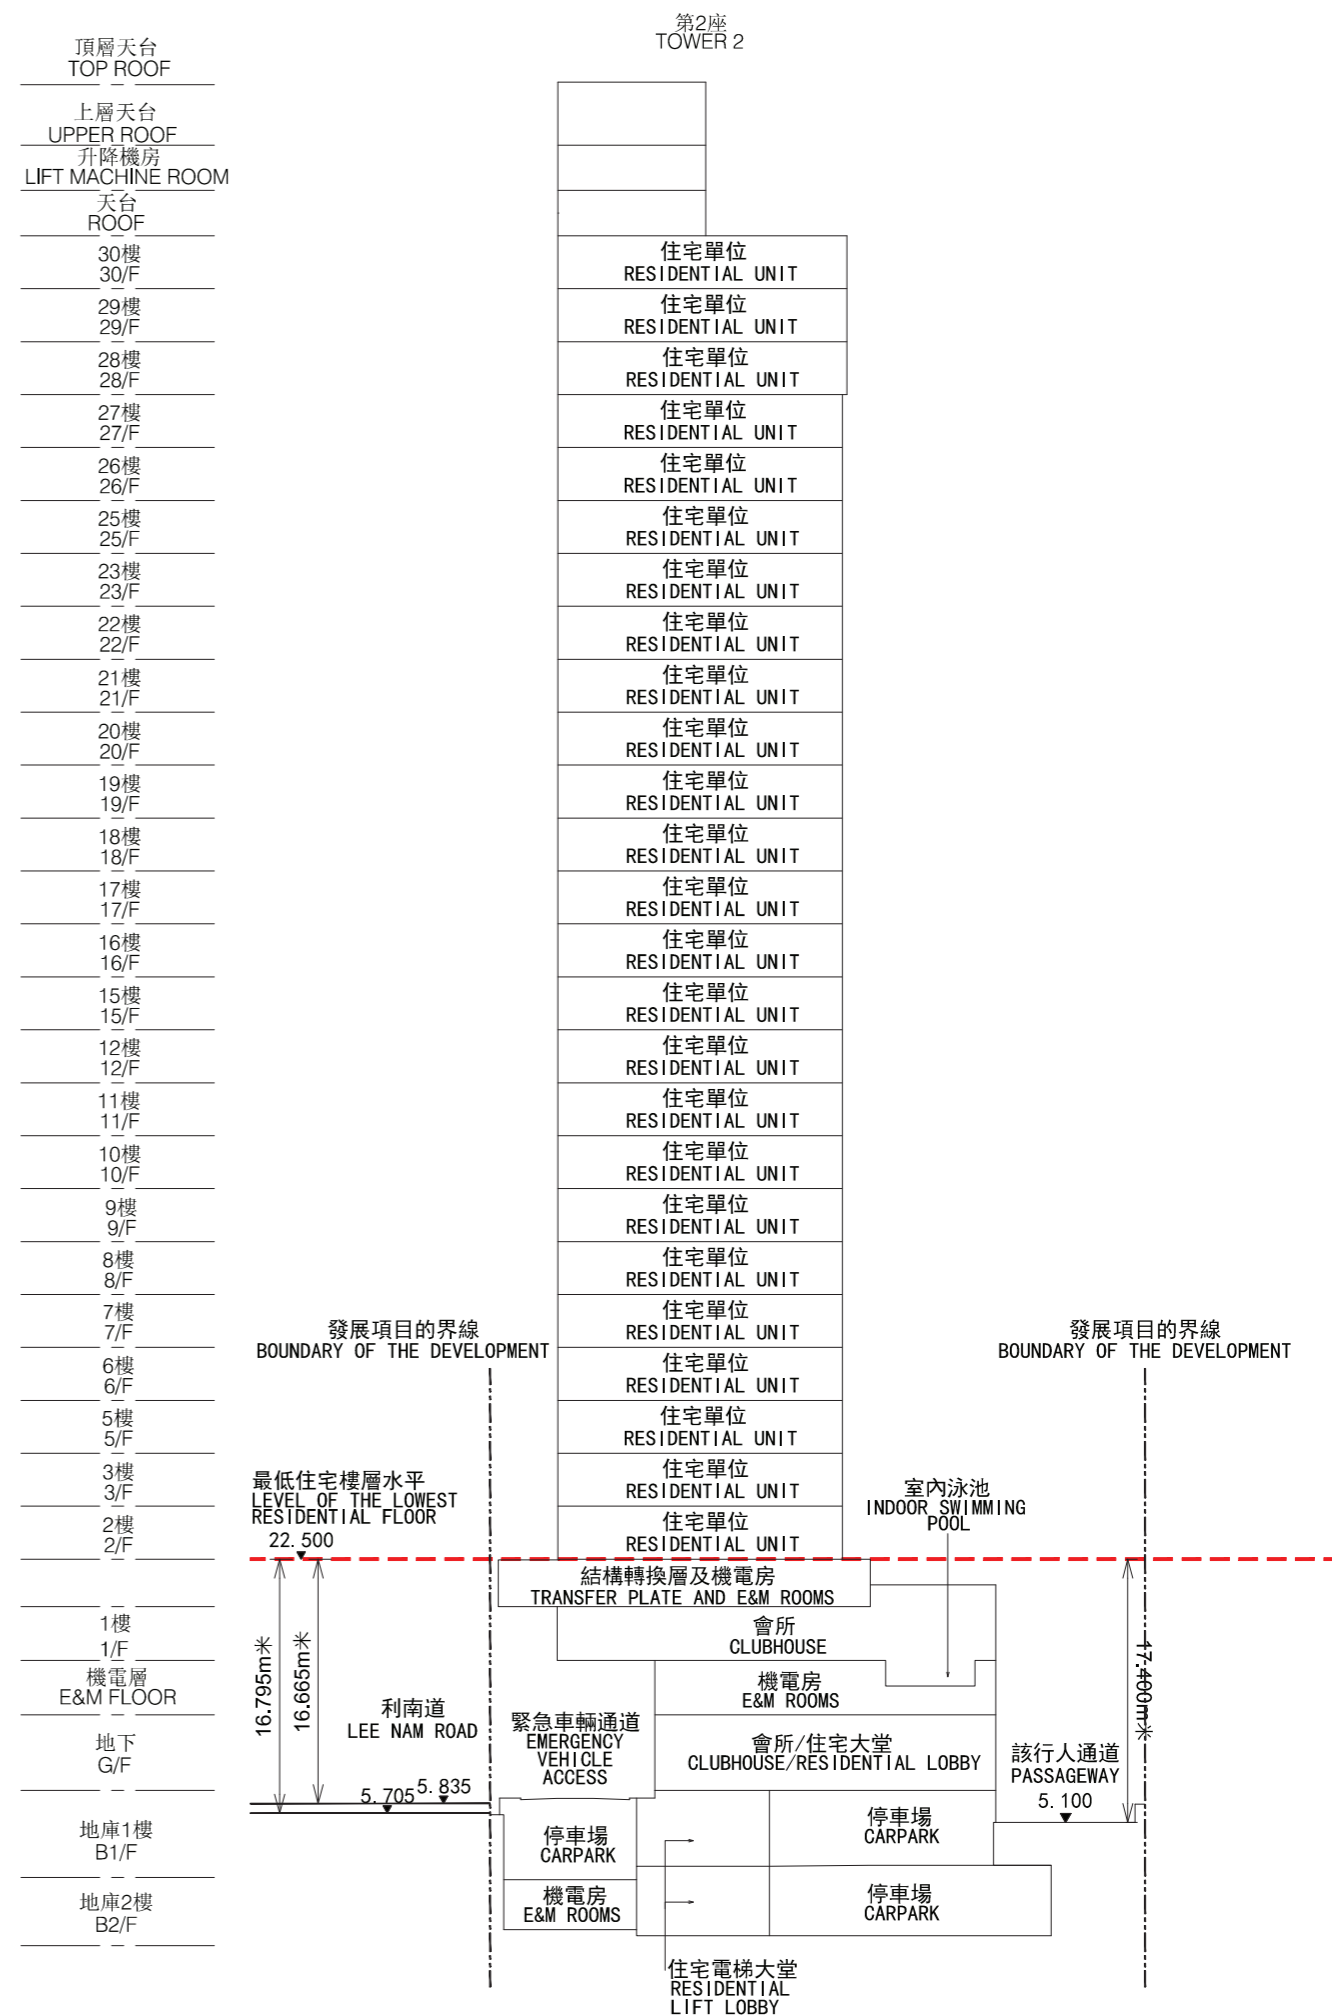 第2座
TOWER 2
頂層天台
TOP ROOF
上層天台
UPPER ROOF
升降機房
LIFT MACHINE ROOM
天台
ROOF
30樓
30/F
住宅單位
RESIDENTIAL UNIT
29樓
29/F
住宅單位
RESIDENTIAL UNIT
28樓
28/F
住宅單位
RESIDENTIAL UNIT
27樓
27/F
住宅單位
RESIDENTIAL UNIT
26樓
26/F
住宅單位
RESIDENTIAL UNIT
25樓
25/F
住宅單位
RESIDENTIAL UNIT
23樓
23/F
住宅單位
RESIDENTIAL UNIT
22樓
22/F
住宅單位
RESIDENTIAL UNIT
21樓
21/F
住宅單位
RESIDENTIAL UNIT
20樓
20/F
住宅單位
RESIDENTIAL UNIT
19樓
19/F
住宅單位
RESIDENTIAL UNIT
18樓
18/F
住宅單位
RESIDENTIAL UNIT
17樓
17/F
住宅單位
RESIDENTIAL UNIT
16樓
16/F
住宅單位
RESIDENTIAL UNIT
15樓
15/F
住宅單位
RESIDENTIAL UNIT
12樓
12/F
住宅單位
RESIDENTIAL UNIT
11樓
11/F
住宅單位
RESIDENTIAL UNIT
10樓
10/F
住宅單位
RESIDENTIAL UNIT
9樓
9/F
住宅單位
RESIDENTIAL UNIT
8樓
8/F
住宅單位
RESIDENTIAL UNIT
7樓
7/F
住宅單位
RESIDENTIAL UNIT
發展項目的界線
BOUNDARY OF THE DEVELOPMENT
發展項目的界線
BOUNDARY OF THE DEVELOPMENT
6樓
6/F
住宅單位
RESIDENTIAL UNIT
5樓
5/F
住宅單位
RESIDENTIAL UNIT
3樓
3/F
住宅單位
RESIDENTIAL UNIT
最低住宅樓層水平
LEVEL OF THE LOWEST
RESIDENTIAL FLOOR
22.500
室內泳池
INDOOR SWIMMING
POOL
2樓
2/F
住宅單位
RESIDENTIAL UNIT
結構轉換層及機電房
TRANSFER PLATE AND E&M ROOMS
1樓
1/F
會所
CLUBHOUSE
機電層
E&M FLOOR
機電房
E&M ROOMS
16.795m米
16.665m米
17.400m米
利南道
LEE NAM ROAD
緊急車輛通道
EMERGENCY
VEHICLE
ACCESS
地下
G/F
會所/住宅大堂
CLUBHOUSE/RESIDENTIAL LOBBY
該行人通道
PASSAGEWAY
5.100
5.705
5.835
地庫1樓
B1/F
停車場
CARPARK
停車場
CARPARK
地庫2樓
B2/F
機電房
E&M ROOMS
停車場
CARPARK
住宅電梯大堂
RESIDENTIAL
LIFT LOBBY